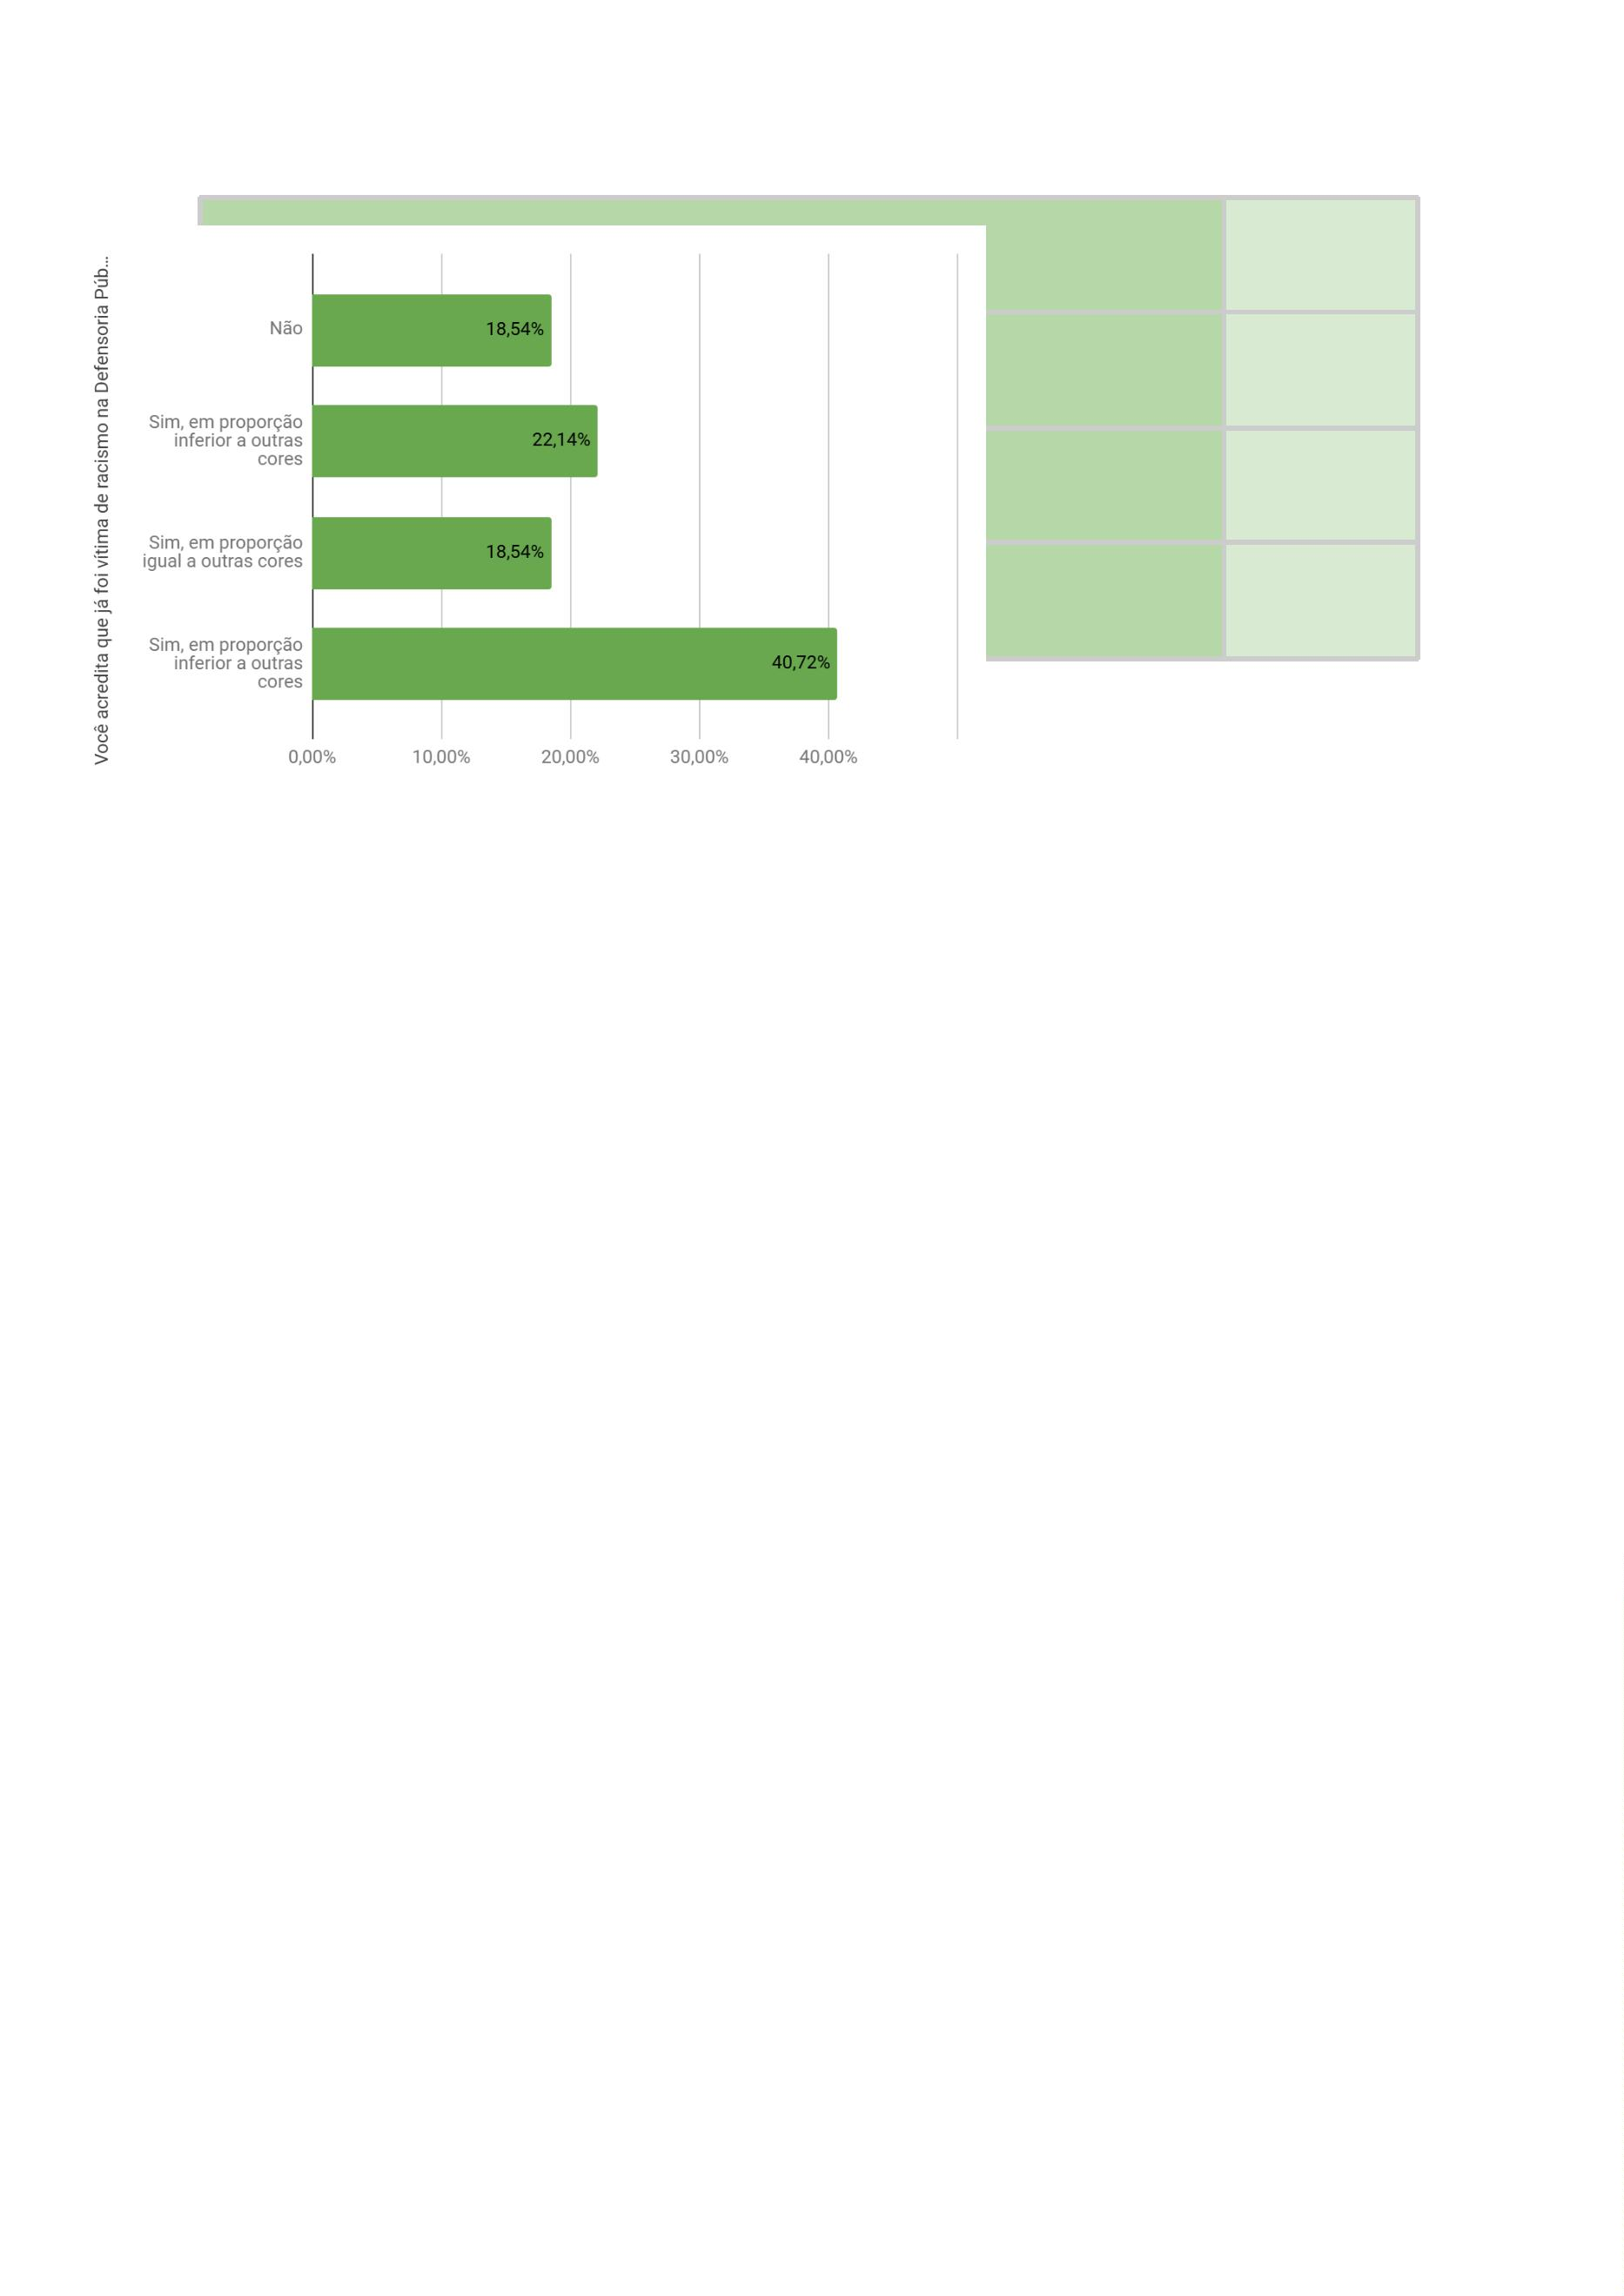 Você acredita que já foi vítima de racismo na Defensoria Púb...
Não
18,54%
Sim, em proporção
inferior a outras
cores
22,14%
Sim, em proporção
igual a outras cores
18,54%
Sim, em proporção
inferior a outras
cores
40,72%
0,00% 10,00% 20,00% 30,00% 40,00%